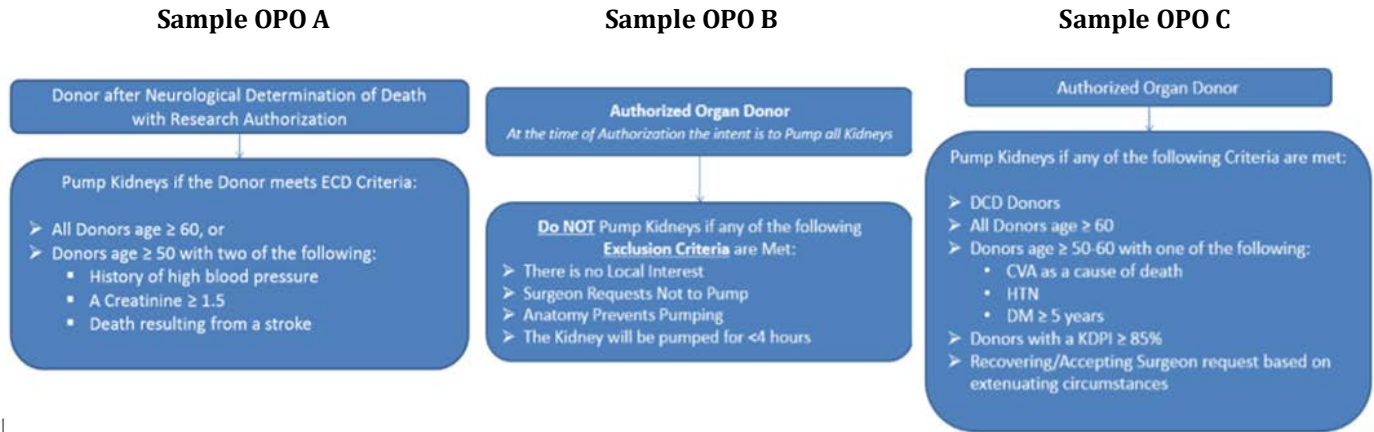 Sample OPO A
Donor after Neurological Determination of Death
with Research Authorization
Pump Kidneys if the Donor meets ECD Criteria:
➤ All Donors age ≥ 60, or
➤ Donors age ≥ 50 with two of the following:
▪ History of high blood pressure
▪ A Creatinine ≥ 1.5
▪ Death resulting from a stroke
Sample OPO B
Authorized Organ Donor
At the time of Authorization the intent is to Pump all Kidneys
Do NOT Pump Kidneys if any of the following
Exclusion Criteria are Met:
➤ There is no Local Interest
➤ Surgeon Requests Not to Pump
➤ Anatomy Prevents Pumping
➤ The Kidney will be pumped for <4 hours
Sample OPO C
Authorized Organ Donor
Pump Kidneys if any of the following Criteria are met:
➤ DCD Donors
➤ All Donors age ≥ 60
➤ Donors age ≥ 50-60 with one of the following:
• CVA as a cause of death
• HTN
• DM ≥ 5 years
➤ Donors with a KDPI ≥ 85%
➤ Recovering/Accepting Surgeon request based on
extenuating circumstances